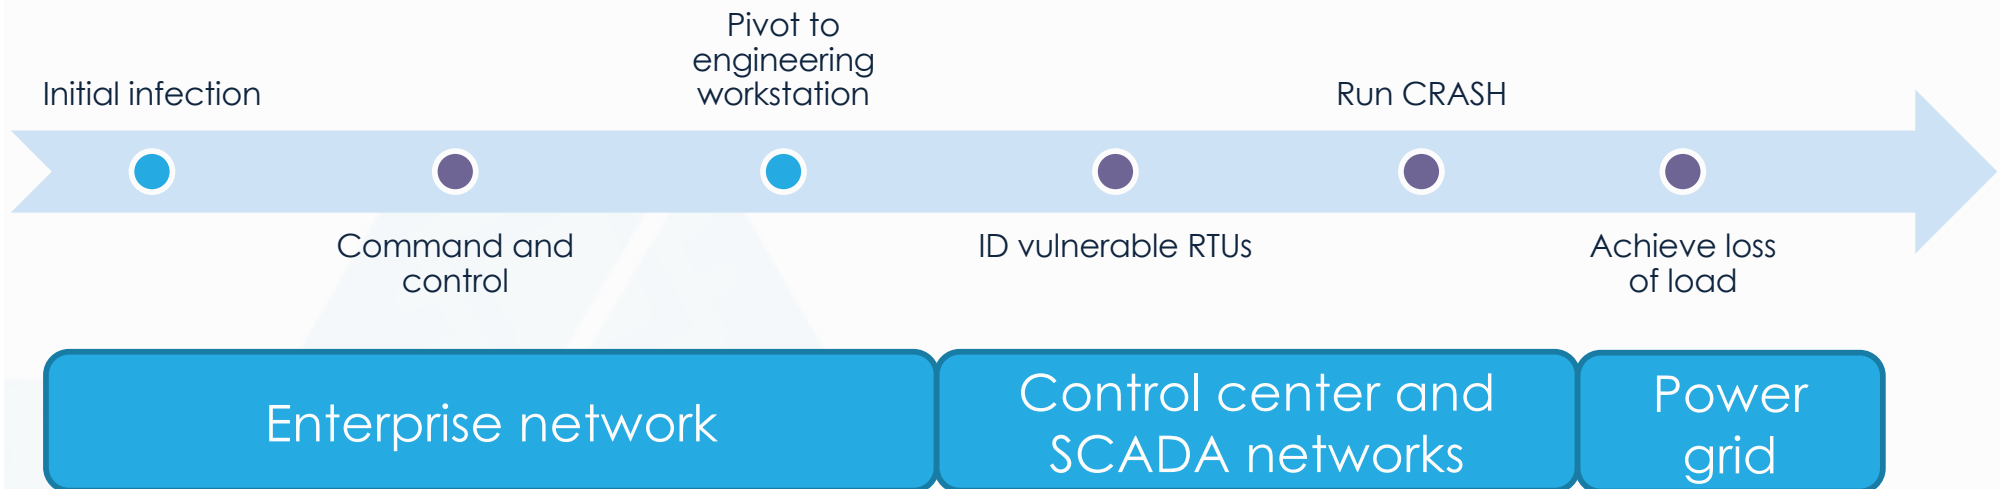 Initial infection
Command and
control
Pivot to
engineering
workstation
ID vulnerable RTUs
Run CRASH
Achieve loss
of load
Enterprise network
Control center and
SCADA networks
Power
grid